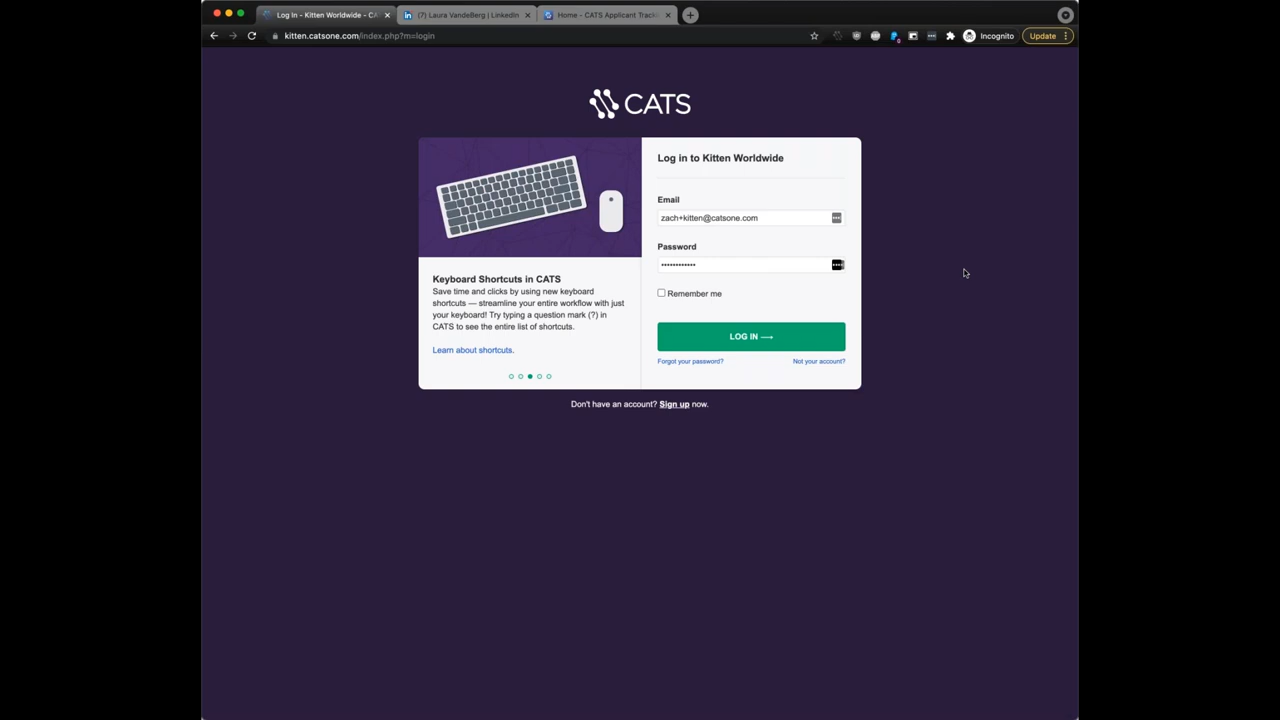 Log In - Kitten Worldwide - CA
(7) Laura VandeBerg | LinkedIn
Home - CATS Applicant Tracki
kitten.catsone.com/index.php?m=login
Incognito
Update
CATS
Log in to Kitten Worldwide
Email
zach+kitten@catsone.com
Password
Remember me
LOG IN →
Forgot your password?
Not your account?
Keyboard Shortcuts in CATS
Save time and clicks by using new keyboard
shortcuts — streamline your entire workflow with just
your keyboard! Try typing a question mark (?) in
CATS to see the entire list of shortcuts.
Learn about shortcuts.
Don't have an account? Sign up now.